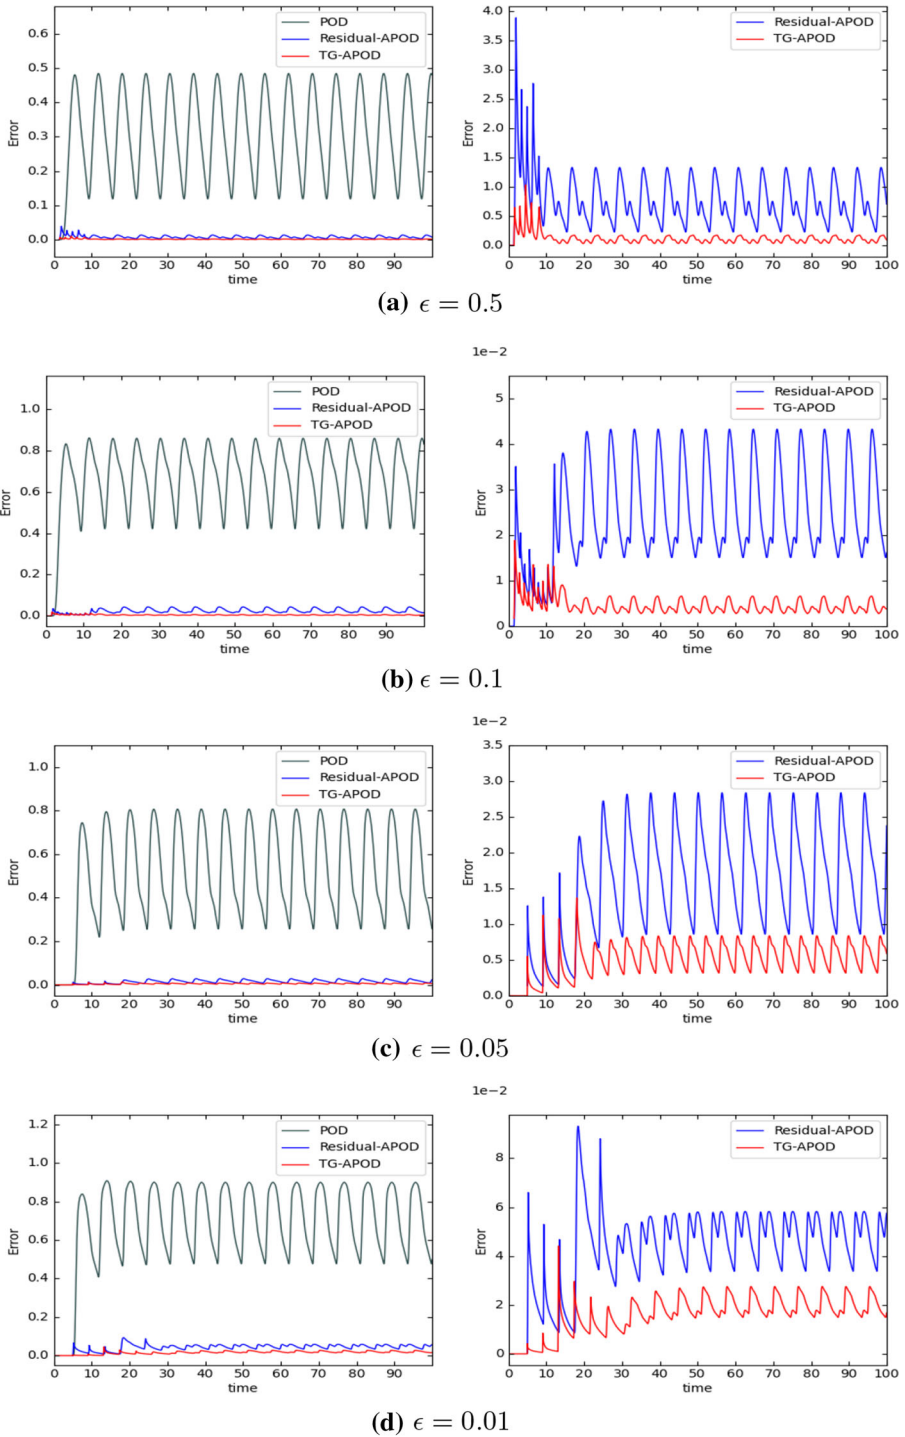 0.6
0.5
0.4
0.3
0.2
0.1
0.0
Error
POD
Residual-APOD
TG-APOD
0 10 20 30 40 50 60 70 80 90
time
4.0
3.5
3.0
2.5
2.0
1.5
1.0
0.5
0.0
Error
Residual-APOD
TG-APOD
0 10 20 30 40 50 60 70 80 90 100
time
(a) ϵ = 0.5
1.0
0.8
0.6
0.4
0.2
0.0
Error
POD
Residual-APOD
TG-APOD
0 10 20 30 40 50 60 70 80 90
time
1e−2
5
4
3
2
1
0
Error
Residual-APOD
TG-APOD
0 10 20 30 40 50 60 70 80 90 100
time
(b) ϵ = 0.1
1.0
0.8
0.6
0.4
0.2
0.0
Error
POD
Residual-APOD
TG-APOD
0 10 20 30 40 50 60 70 80 90
time
1e−2
3.5
3.0
2.5
2.0
1.5
1.0
0.5
0.0
Error
Residual-APOD
TG-APOD
0 10 20 30 40 50 60 70 80 90 100
time
(c) ϵ = 0.05
1.2
1.0
0.8
0.6
0.4
0.2
0.0
Error
POD
Residual-APOD
TG-APOD
0 10 20 30 40 50 60 70 80 90
time
1e−2
8
6
4
2
0
Error
Residual-APOD
TG-APOD
0 10 20 30 40 50 60 70 80 90 100
time
(d) ϵ = 0.01